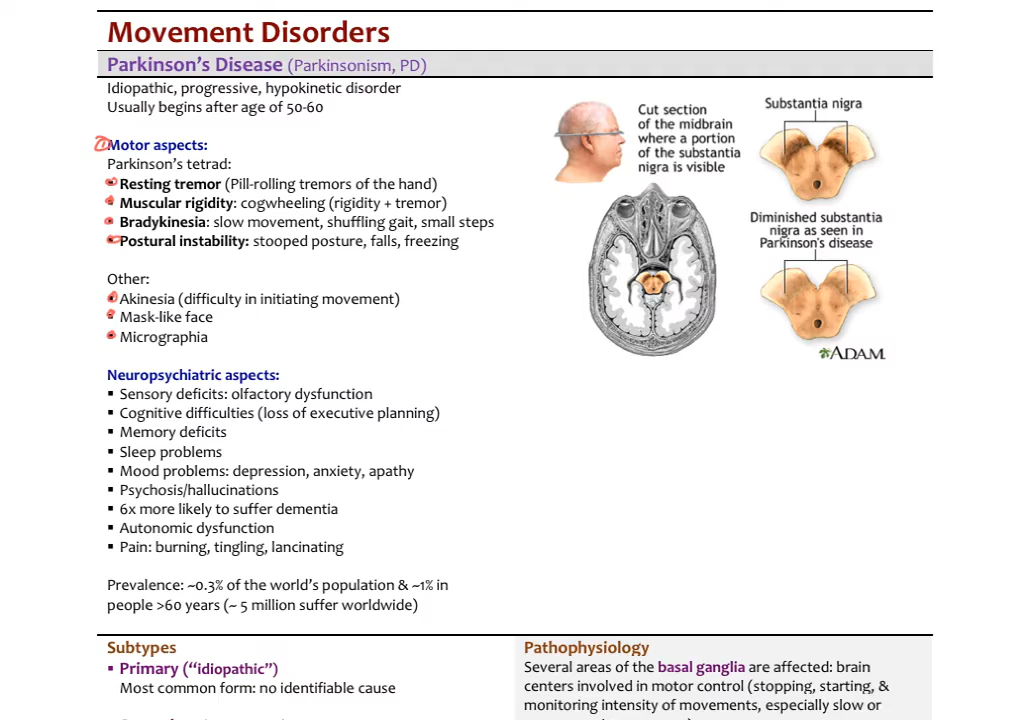 Movement Disorders
Parkinson's Disease (Parkinsonism, PD)
Idiopathic, progressive, hypokinetic disorder
Usually begins after age of 50-60
Motor aspects:
Parkinson's tetrad:
Resting tremor (Pill-rolling tremors of the hand)
Muscular rigidity: cogwheeling (rigidity + tremor)
Bradykinesia: slow movement, shuffling gait, small steps
Postural instability: stooped posture, falls, freezing
Other:
Akinesia (difficulty in initiating movement)
Mask-like face
Micrographia
Neuropsychiatric aspects:
▪ Sensory deficits: olfactory dysfunction
▪ Cognitive difficulties (loss of executive planning)
▪ Memory deficits
▪ Sleep problems
▪ Mood problems: depression, anxiety, apathy
▪ Psychosis/hallucinations
▪ 6x more likely to suffer dementia
▪ Autonomic dysfunction
▪ Pain: burning, tingling, lancinating
Prevalence: ~0.3% of the world's population & ~1% in
people >60 years (~ 5 million suffer worldwide)
Cut section
of the midbrain
where a portion
of the substantia
nigra is visible
Substantia nigra
Diminished substantia
nigra as seen in
Parkinson's disease
ADAM
Subtypes
▪ Primary ("idiopathic")
Most common form: no identifiable cause
Pathophysiology
Several areas of the basal ganglia are affected: brain
centers involved in motor control (stopping, starting, &
monitoring intensity of movements, especially slow or